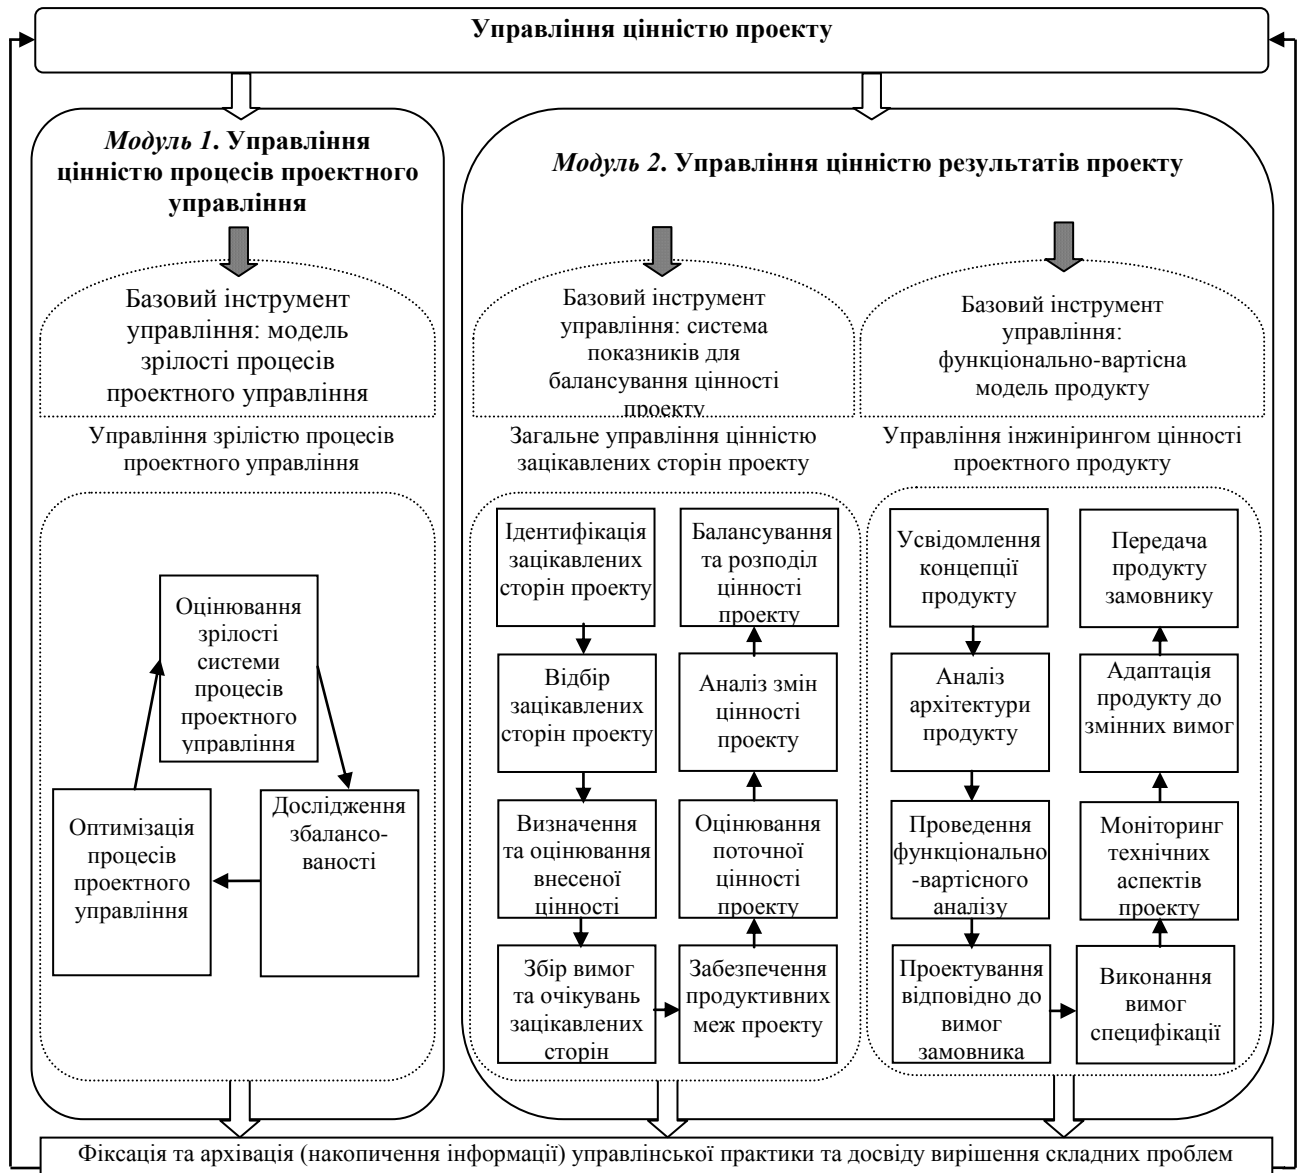 Управління цінністю проекту
Модуль 1. Управління
цінністю процесів проектного
управління
Базовий інструмент
управління: модель
зрілості процесів
проектного управління
Управління зрілістю процесів
проектного управління
Оцінювання
зрілості
системи
процесів
проектного
управління
Дослідження
збалансо-
ваності
Оптимізація
процесів
проектного
управління
Модуль 2. Управління цінністю результатів проекту
Базовий інструмент
управління: система
показників для
балансування цінності
проекту
Загальне управління цінністю
зацікавлених сторін проекту
Ідентифікація
зацікавлених
сторін проекту
Відбір
зацікавлених
сторін проекту
Визначення
та оцінювання
внесеної
цінності
Збір вимог
та очікувань
зацікавлених
сторін
Забезпечення
продуктивних
меж проекту
Оцінювання
поточної
цінності
проекту
Аналіз змін
цінності
проекту
Балансування
та розподіл
цінності
проекту
Базовий інструмент
управління:
функціонально-вартісна
модель продукту
Управління інжинірингом цінності
проектного продукту
Усвідомлення
концепції
продукту
Аналіз
архітектури
продукту
Проведення
функціонально
-вартісного
аналізу
Проектування
відповідно до
вимог
замовника
Виконання
вимог
специфікації
Моніторинг
технічних
аспектів
проекту
Адаптація
продукту до
змінних вимог
Передача
продукту
замовнику
Фіксація та архівація (накопичення інформації) управлінської практики та досвіду вирішення складних проблем